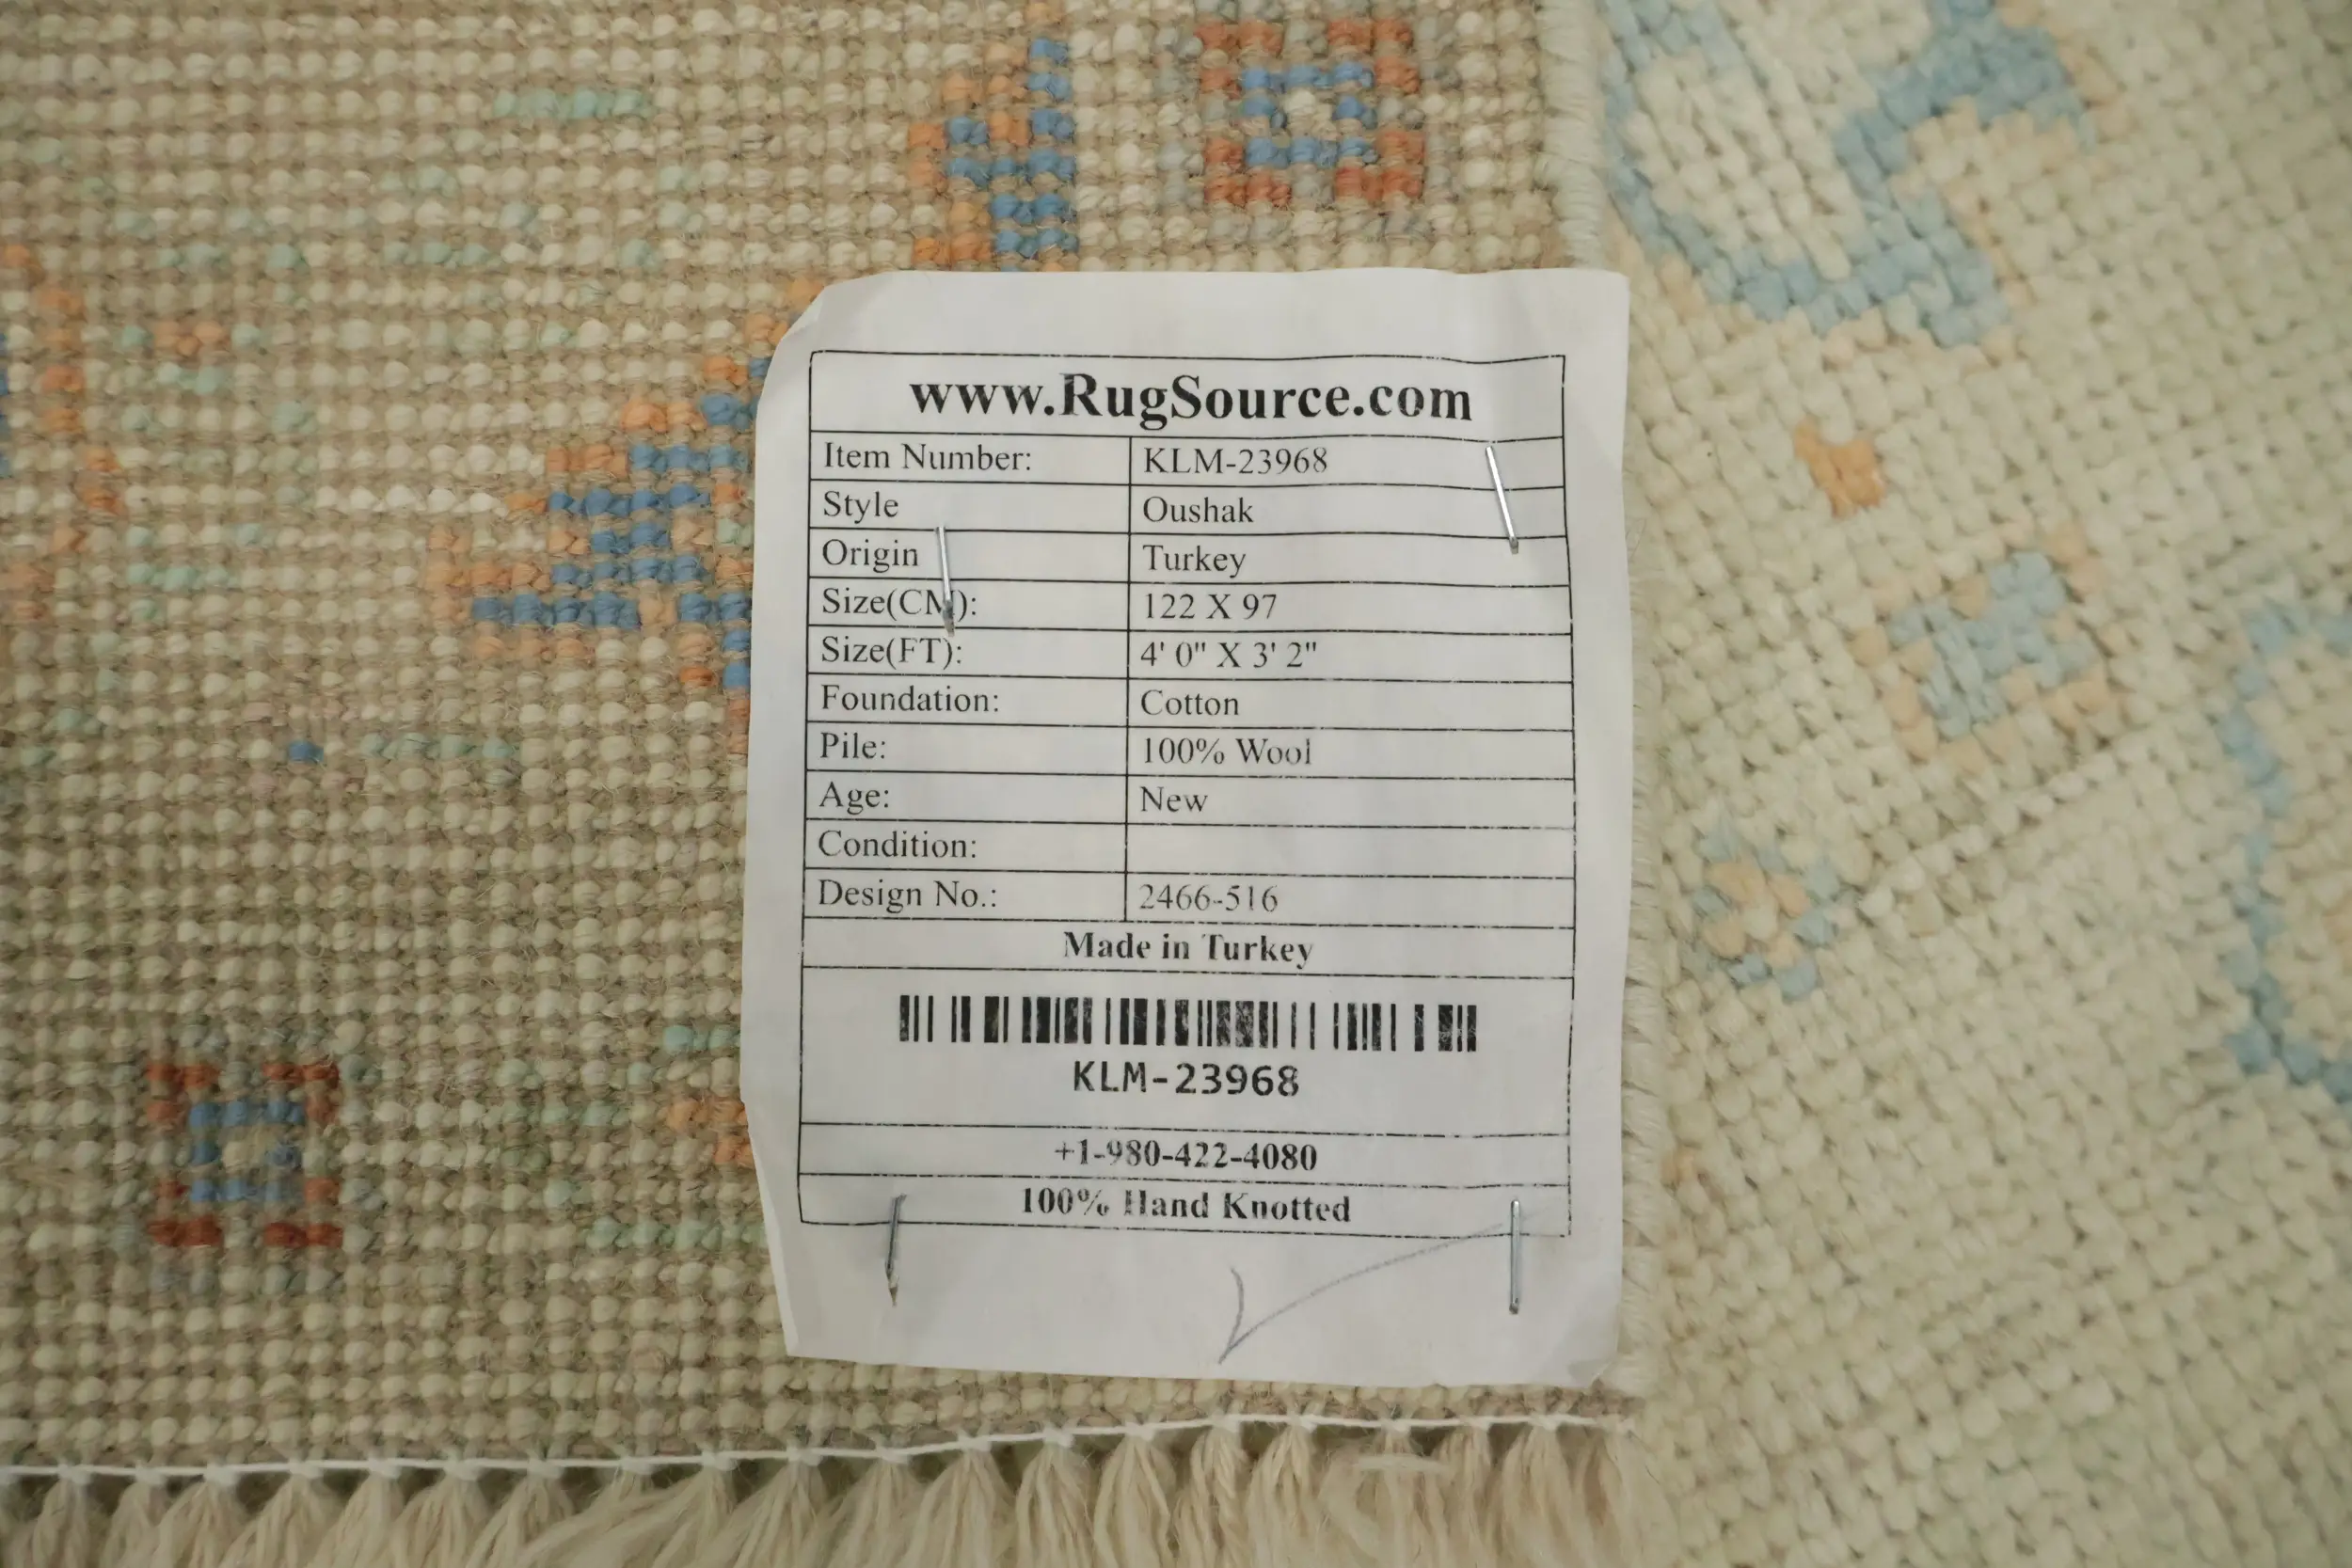 www.RugSource.com
Item Number: KLM-23968
Style Oushak
Origin Turkey
Size(CM): 122 X 97
Size(FT): 4' 0" X 3' 2"
Foundation: Cotton
Pile: 100% Wool
Age: New
Condition:
Design No.: 2466-516
Made in Turkey
KLM-23968
+1-980-422-4080
100% Hand Knotted